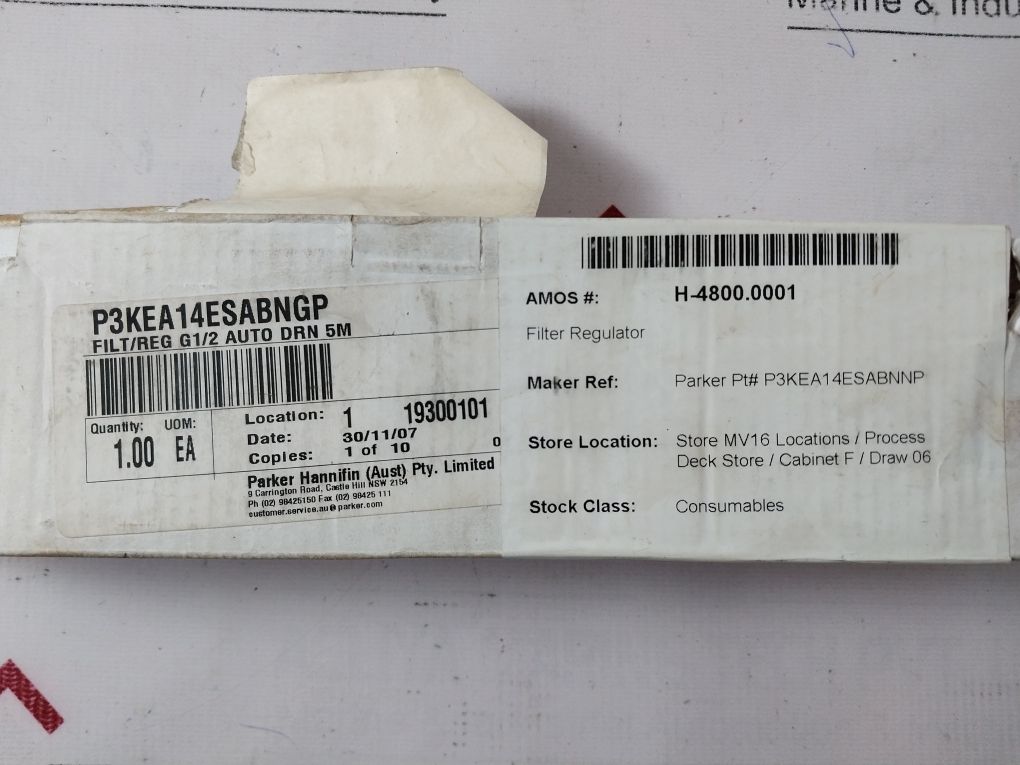 Marine & Indu
P3KEA14ESABNGP
FILT/REG G1/2 AUTO DRN 5M
Quantity: UOM:
1.00 EA
Location: 1 19300101
Date: 30/11/07
Copies: 1 of 10 0
Parker Hannifin (Aust) Pty. Limited
9 Carrington Road, Castle Hill NSW 2154
Ph (02) 98425150 Fax (02) 98425 111
customer.service.au@parker.com
AMOS #: H-4800.0001
Filter Regulator
Maker Ref: Parker Pt# P3KEA14ESABNNP
Store Location: Store MV16 Locations / Process
Deck Store / Cabinet F / Draw 06
Stock Class: Consumables